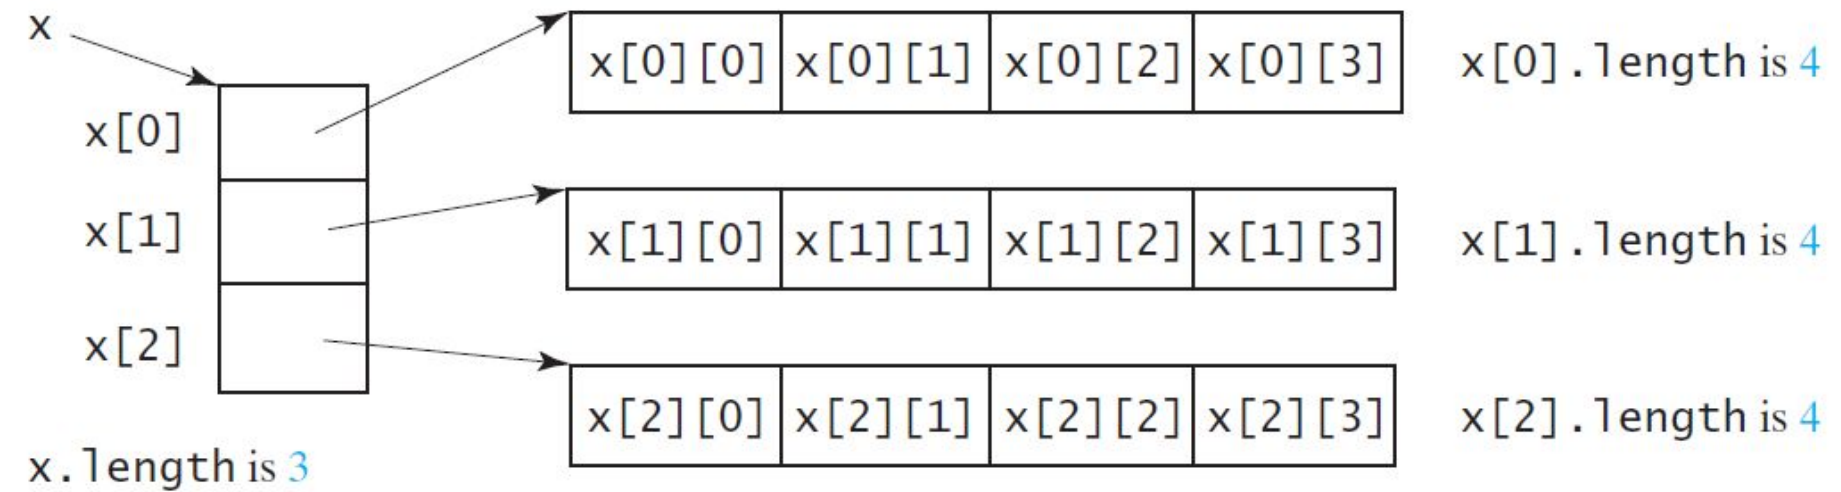 x
x[0][0] x[0][1] x[0][2] x[0][3] x[0].length is 4
x[0]
x[1]
x[1][0] x[1][1] x[1][2] x[1][3] x[1].length is 4
x[2]
x[2][0] x[2][1] x[2][2] x[2][3] x[2].length is 4
x.length is 3